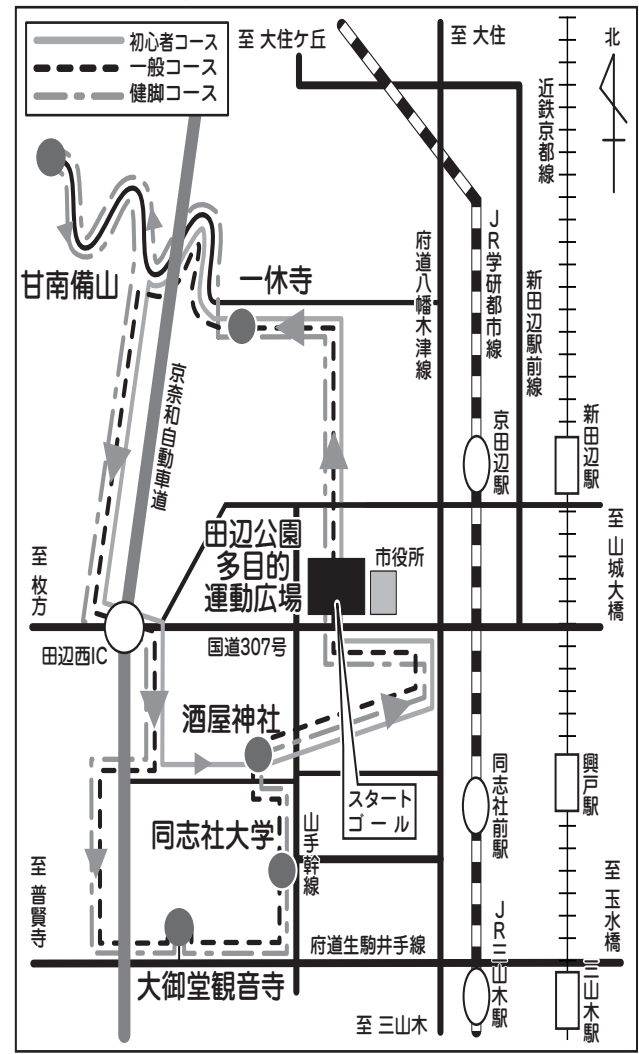 初心者コース
一般コース
健脚コース
至 大住ケ丘
至 大住
北
近鉄京都線
甘南備山
一休寺
府道八幡木津線
JR学研都市線
新田辺駅前線
京奈和自動車道
京田辺駅
新田辺駅
至 枚方
田辺公園
多目的
運動広場
市役所
至 山城大橋
田辺西IC
国道307号
酒屋神社
スタート
ゴール
同志社前駅
興戸駅
同志社大学
山手幹線
至 普賢寺
至 玉水橋
大御堂観音寺
府道生駒井手線
JR三山木駅
三山木駅
至 三山木